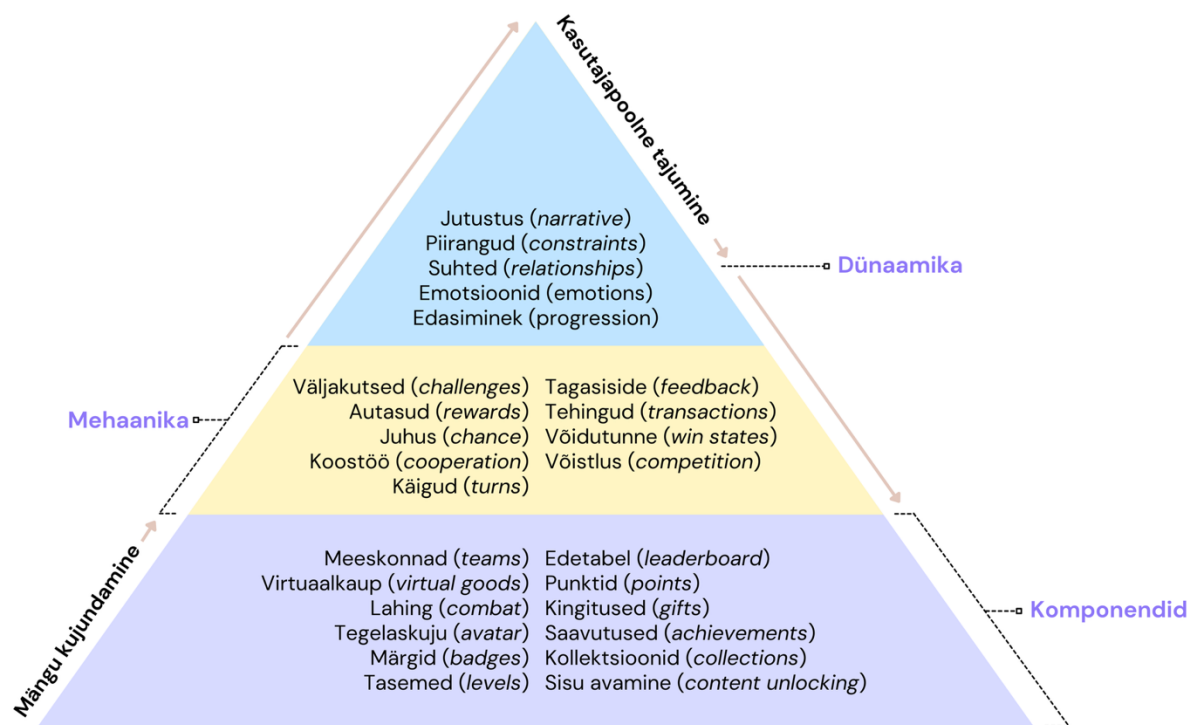 Kasutajapoolne tajumine
Jutustus (narrative)
Piirangud (constraints)
Suhted (relationships)
Emotsioonid (emotions)
Edasiminek (progression)
Dünaamika
Väljakutsed (challenges)
Autasud (rewards)
Juhus (chance)
Koostöö (cooperation)
Käigud (turns)
Tagasiside (feedback)
Tehingud (transactions)
Võidutunne (win states)
Võistlus (competition)
Mehaanika
Mängu kujundamine
Meeskonnad (teams)
Virtuaalkaup (virtual goods)
Lahing (combat)
Tegelaskuju (avatar)
Märgid (badges)
Tasemed (levels)
Edetabel (leaderboard)
Punktid (points)
Kingitused (gifts)
Saavutused (achievements)
Kollektsioonid (collections)
Sisu avamine (content unlocking)
Komponendid